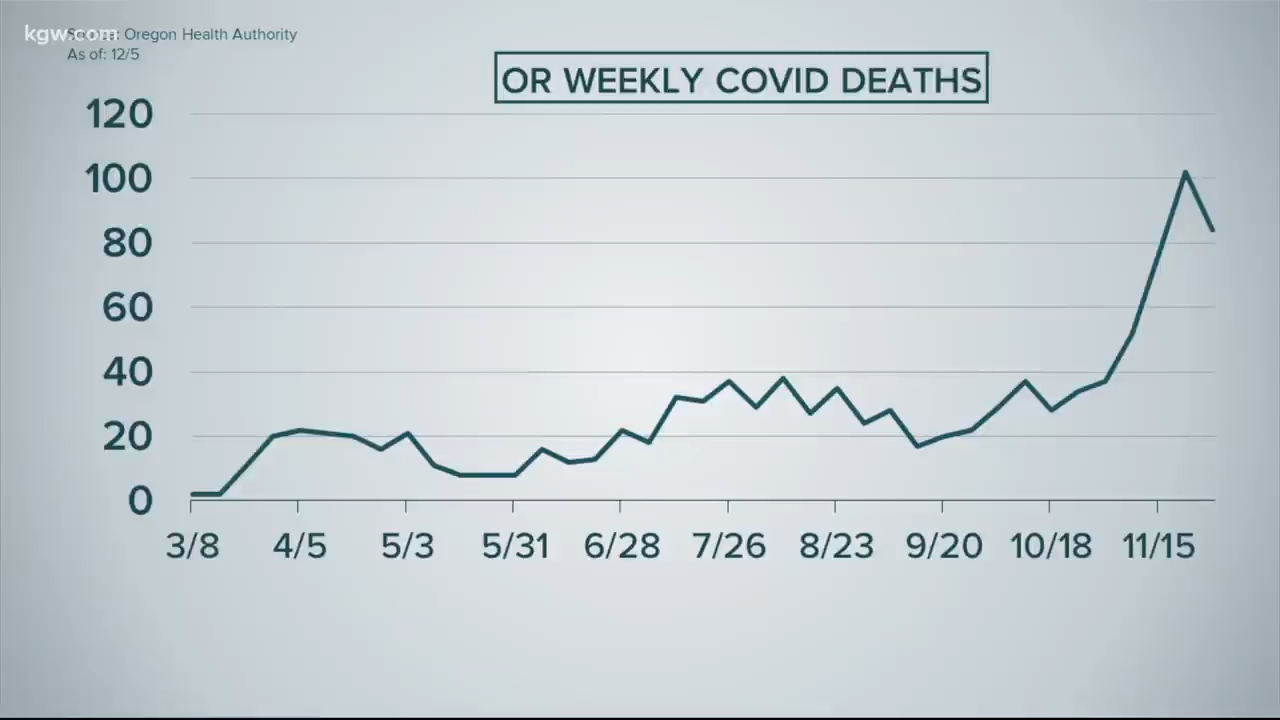 kgw.com
Oregon Health Authority
As of: 12/5
OR WEEKLY COVID DEATHS
120
100
80
60
40
20
0
3/8 4/5 5/3 5/31 6/28 7/26 8/23 9/20 10/18 11/15